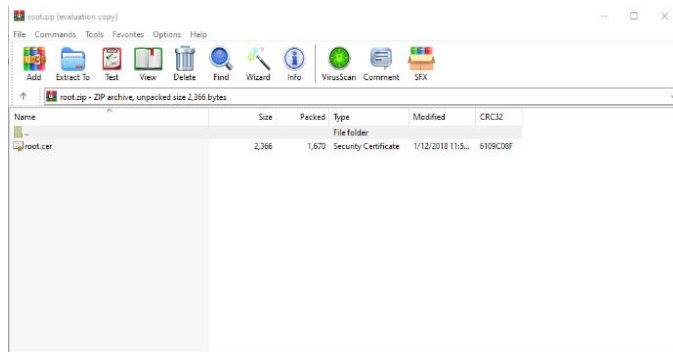 root.zip (evaluation copy)
File Commands Tools Favorites Options Help
Add Extract To Test View Delete Find Wizard Info VirusScan Comment SFX
root.zip - ZIP archive, unpacked size 2,366 bytes
Name Size Packed Type Modified CRC32
.. File folder
root.cer 2,366 1,670 Security Certificate 1/12/2018 11:5... 6109C08F